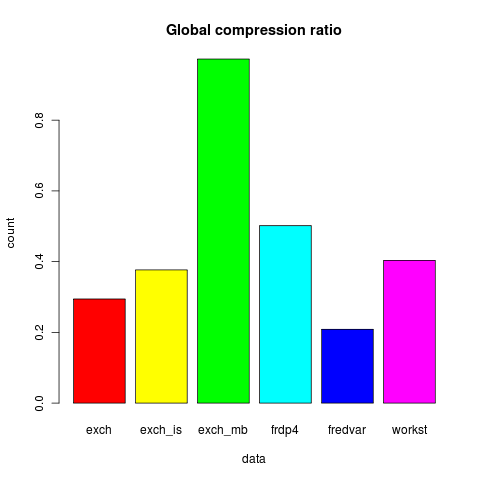 Global compression ratio
count
0.8
0.6
0.4
0.2
0.0
exch exch_is exch_mb frdp4 fredvar workst
data